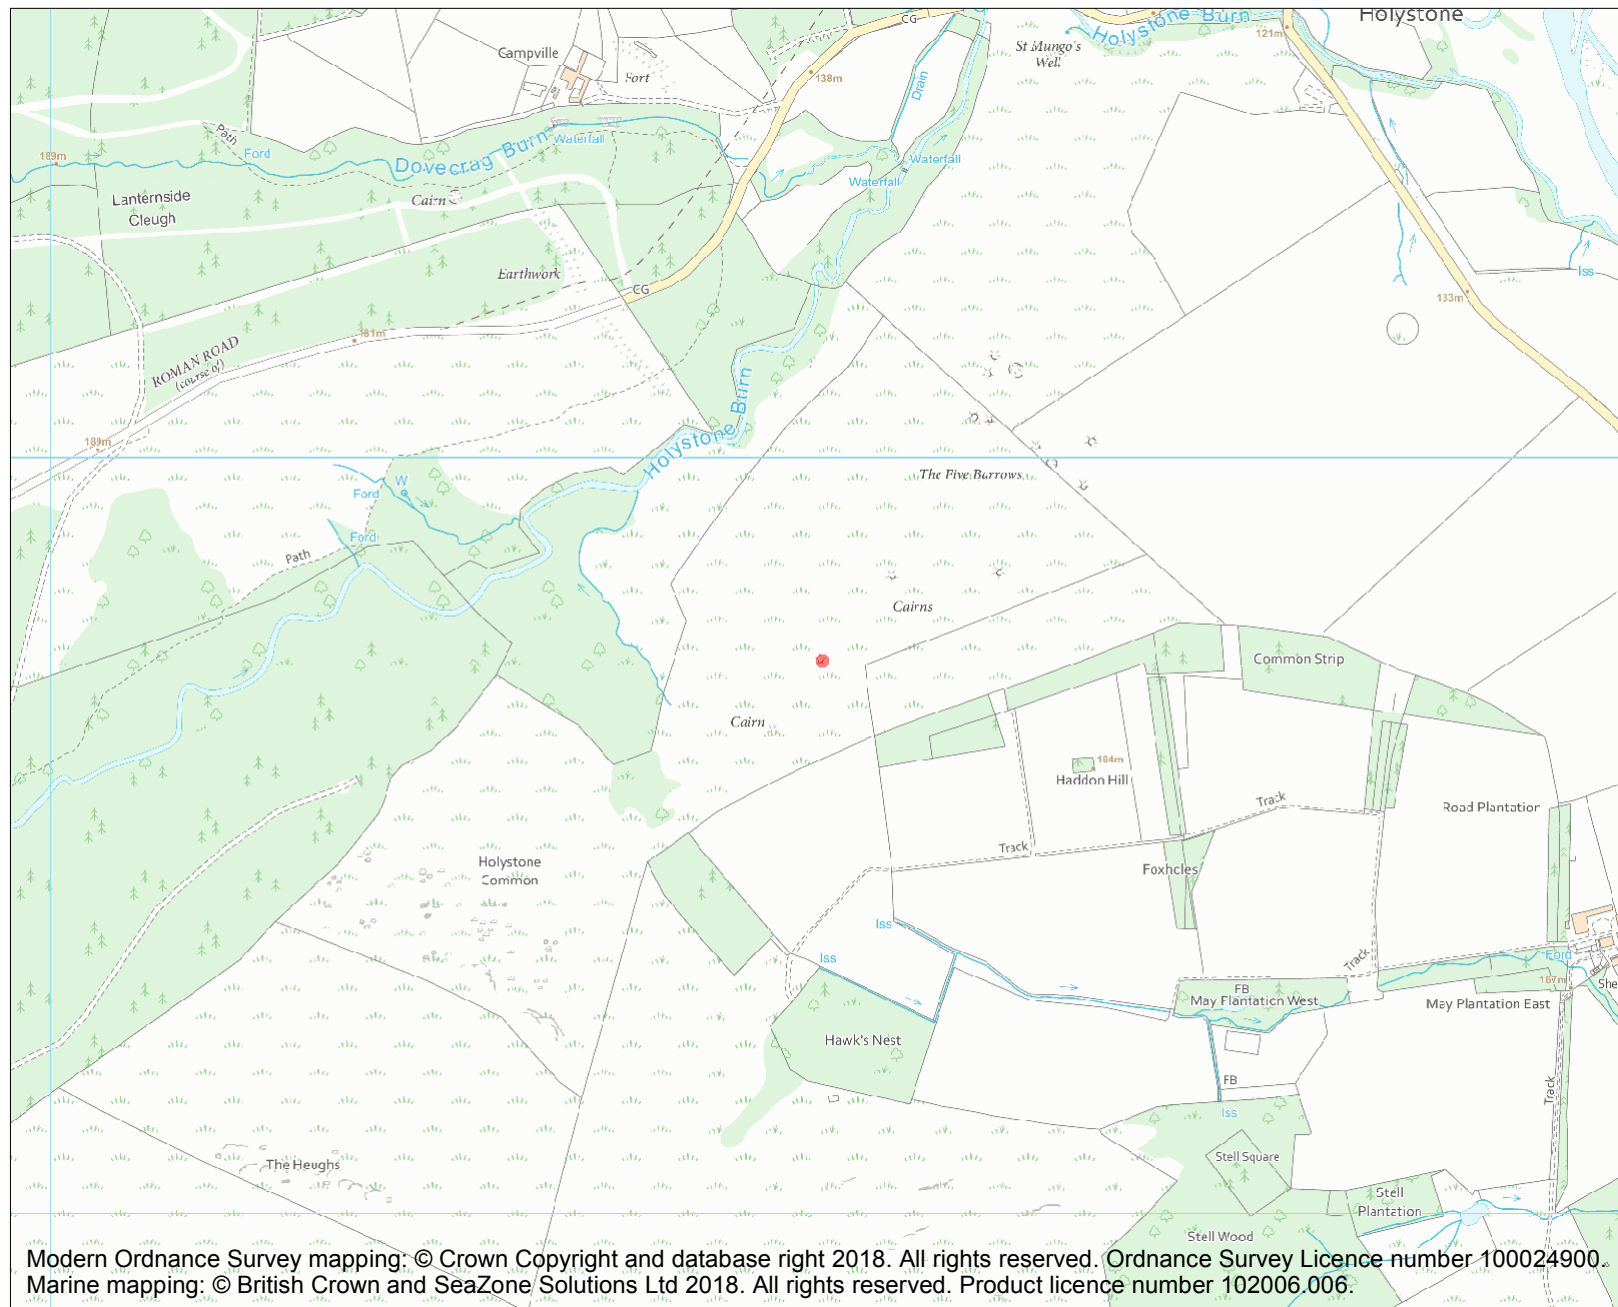 CG
Holystone Burn
121m
Holystone
St Mungo's
Well
Campville
Fort
138m
Drain
Path
Ford
189m
Dovecrag Burn
Waterfall
Waterfall
Waterfall
Lanternside
Cleugh
Cairn
Earthwork
CG
Iss
133m
181m
ROMAN ROAD
(course of)
Holystone Burn
189m
The Five Barrows
Ford
W
Ford
Path
Cairns
Common Strip
Cairn
184m
Haddon Hill
Track
Road Plantation
Track
Holystone
Common
Foxholes
Iss
Iss
Track
Ford
167m
She
FB
May Plantation West
May Plantation East
Hawk's Nest
FB
Iss
Track
The Heughs
Stell Square
Stell
Plantation
Stell Wood
Modern Ordnance Survey mapping: © Crown Copyright and database right 2018. All rights reserved. Ordnance Survey Licence number 100024900.
Marine mapping: © British Crown and SeaZone Solutions Ltd 2018. All rights reserved. Product licence number 102006.006.